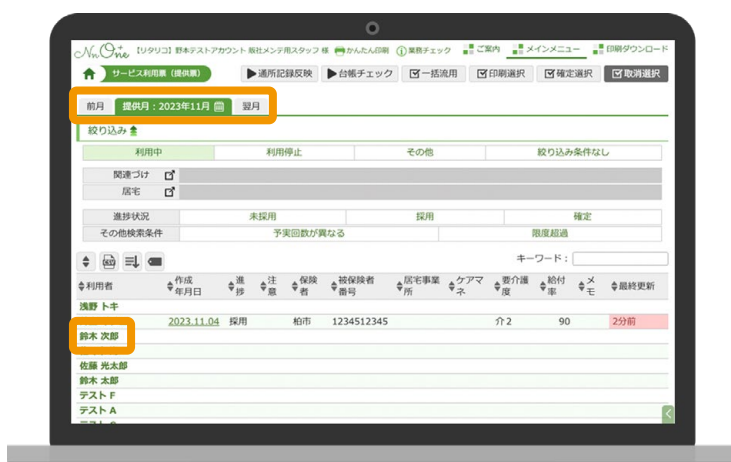 Nn One 【リタリコ】野本テストアカウント 販社メンテ用スタッフ 様 かんたん印刷 業務チェック ご案内 メインメニュー 印刷ダウンロード
サービス利用票（提供票） ▶通所記録反映 ▶台帳チェック 一括流用 印刷選択 確定選択 取消選択
前月 提供月：2023年11月 翌月
絞り込み
利用中 利用停止 その他 絞り込み条件なし
関連づけ
居宅
進捗状況 未採用 採用 確定
その他検索条件 予実回数が異なる 限度超過
キーワード：
利用者 作成年月日 進捗 注意 保険者 被保険者番号 居宅事業所 ケアマネ 要介護度 給付率 メモ 最終更新
浅野 トキ
2023.11.04 採用 柏市 1234512345 介2 90 2分前
鈴木 次郎
佐藤 光太郎
鈴木 太郎
テスト F
テスト A